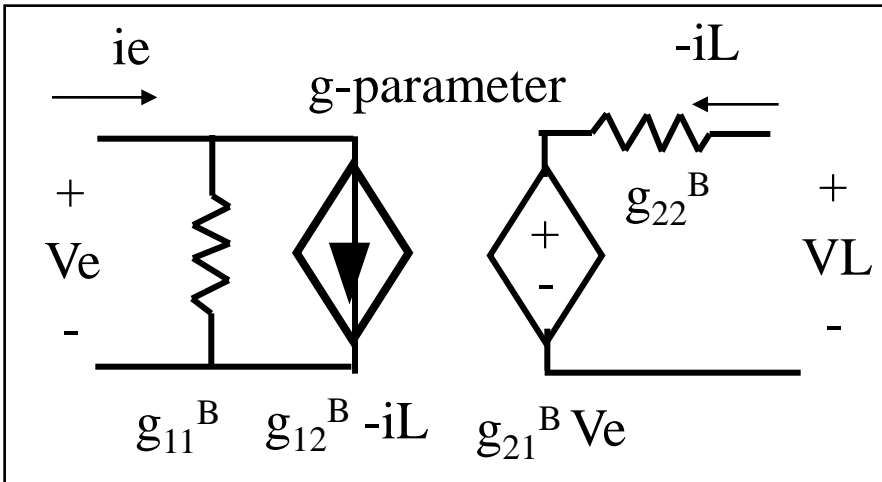 ie
-iL
g-parameter
+
Ve
-
g₂₂ᴮ
+
-
+
VL
-
g₁₁ᴮ
g₁₂ᴮ -iL
g₂₁ᴮ Ve